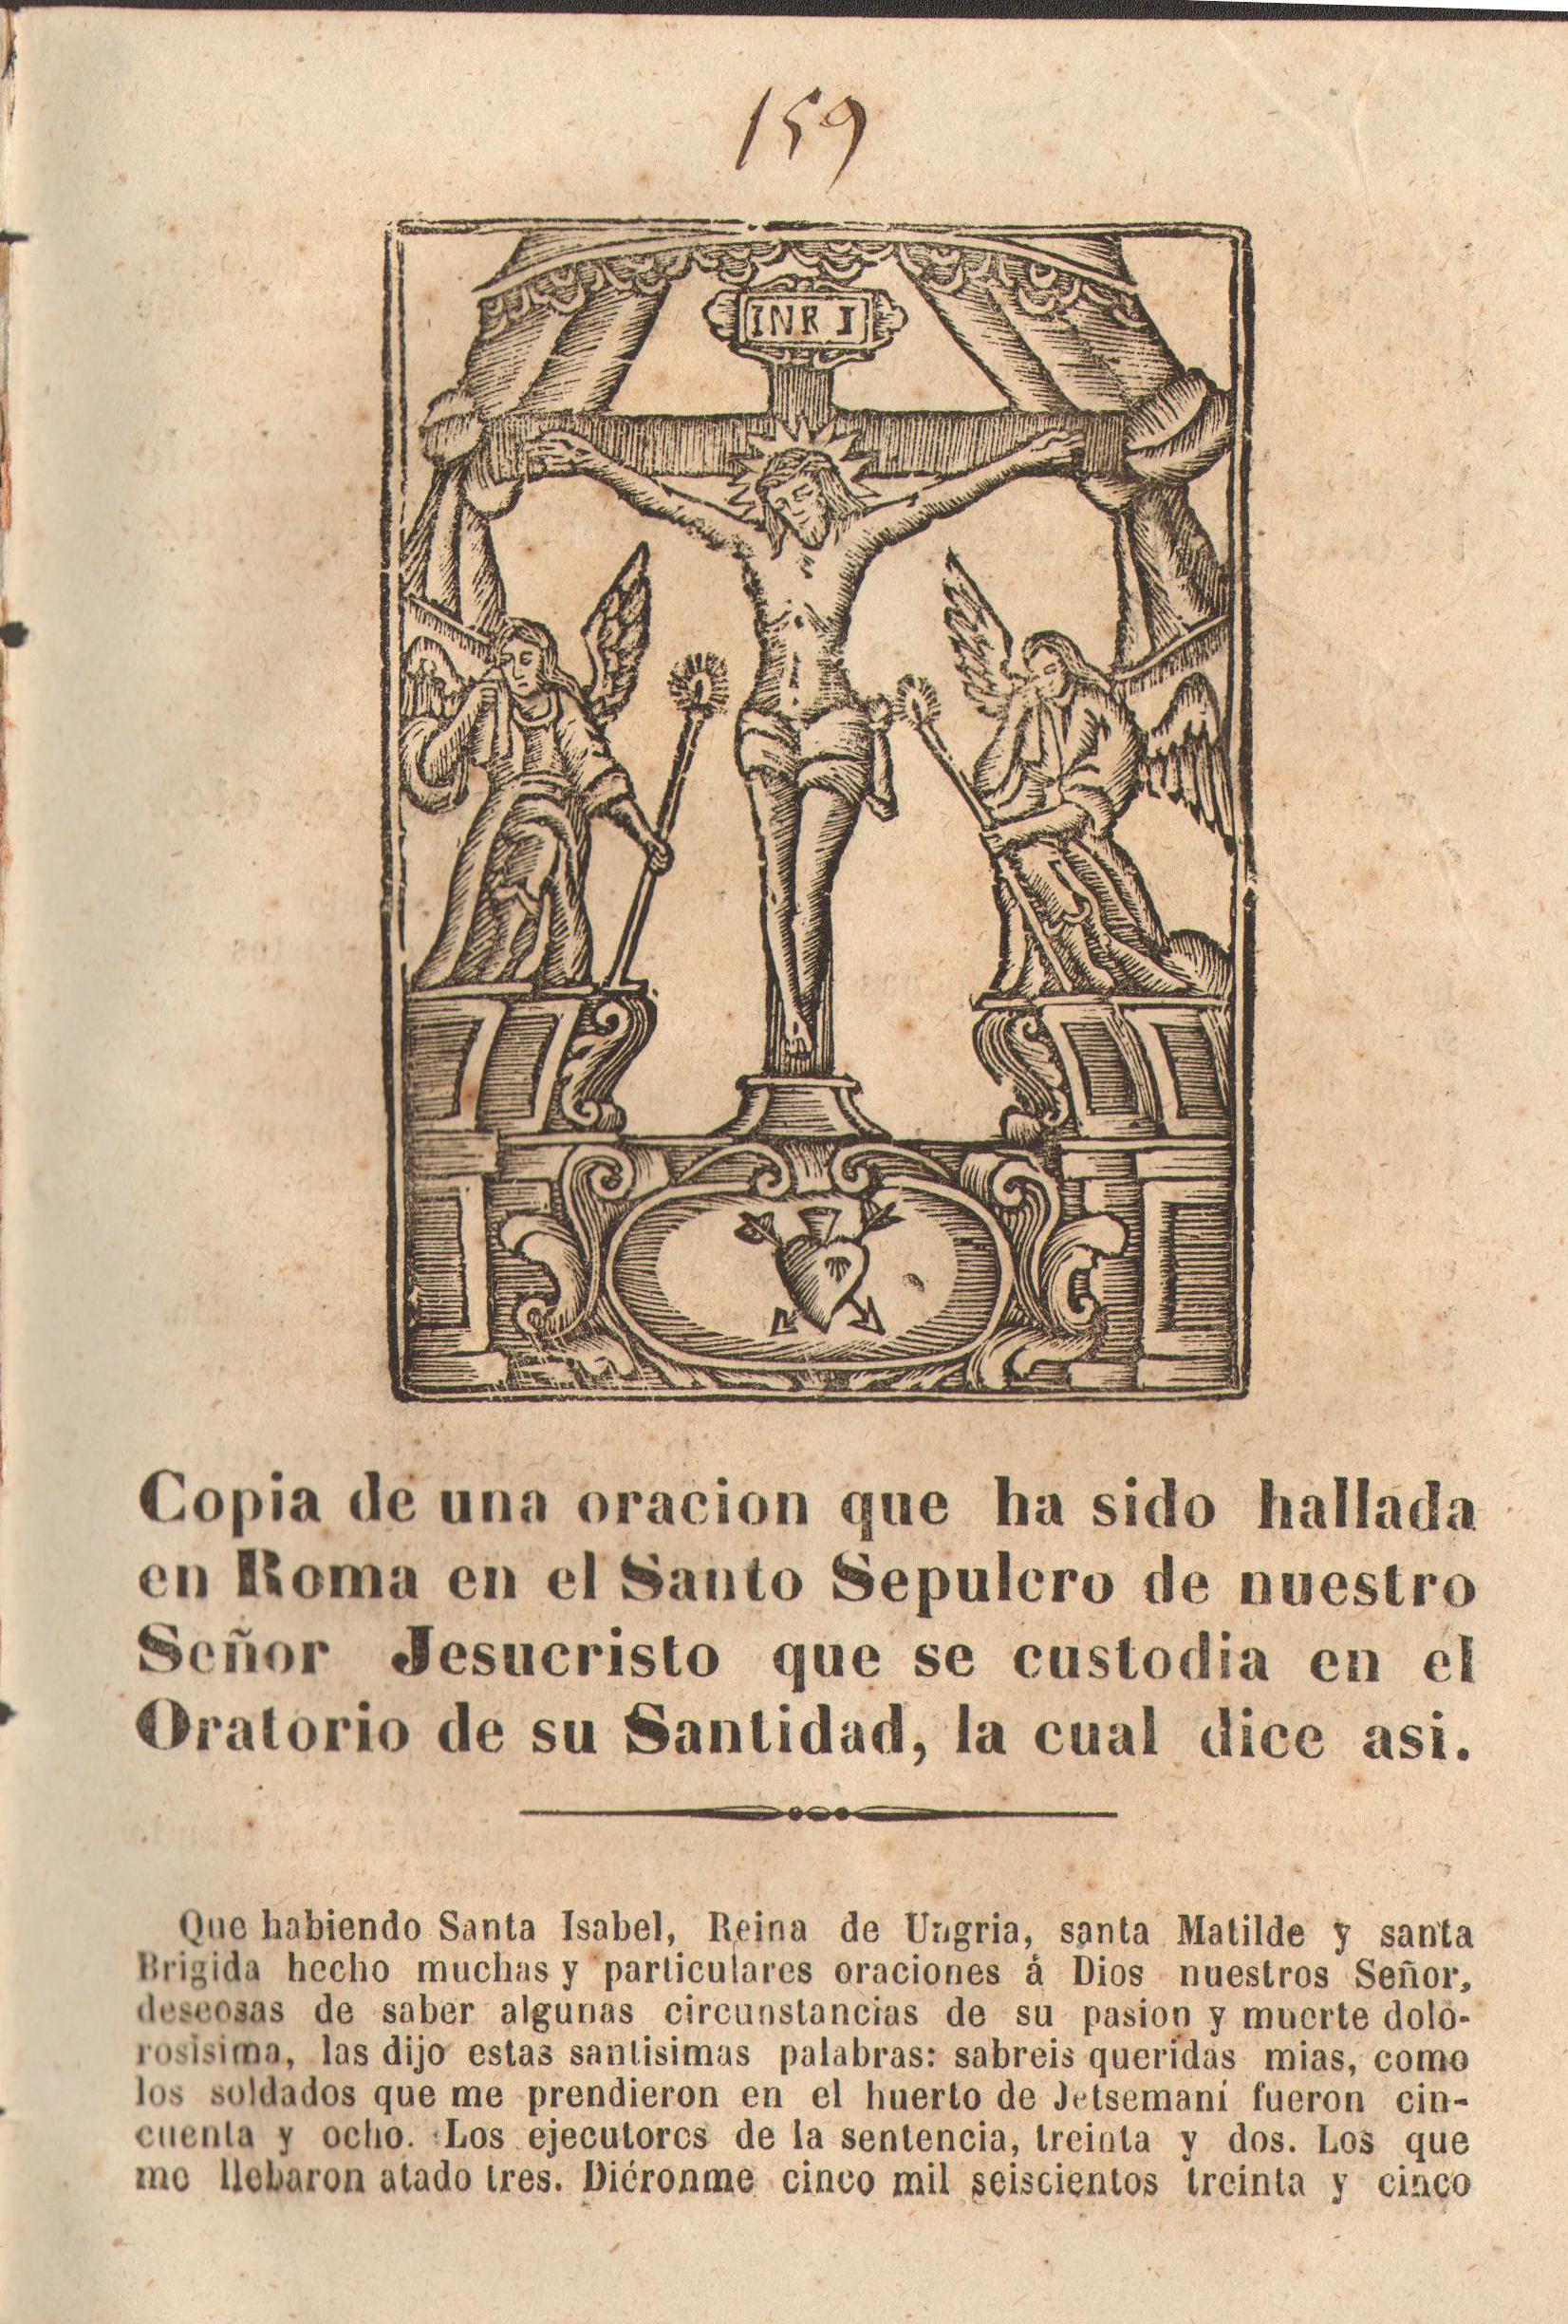 159
INRI
Copia de una oracion que ha sido hallada
en Roma en el Santo Sepulcro de nuestro
Señor Jesucristo que se custodia en el
Oratorio de su Santidad, la cual dice asi.
Que habiendo Santa Isabel, Reina de Ungria, santa Matilde y santa
Brigida hecho muchas y particulares oraciones á Dios nuestros Señor,
deseosas de saber algunas circunstancias de su pasion y muerte dolo-
rosisima, las dijo estas santisimas palabras: sabreis queridas mias, como
los soldados que me prendieron en el huerto de Jetsemaní fueron cin-
cuenta y ocho. Los ejecutores de la sentencia, treinta y dos. Los que
me llebaron atado tres. Diéronme cinco mil seiscientos treinta y cinco